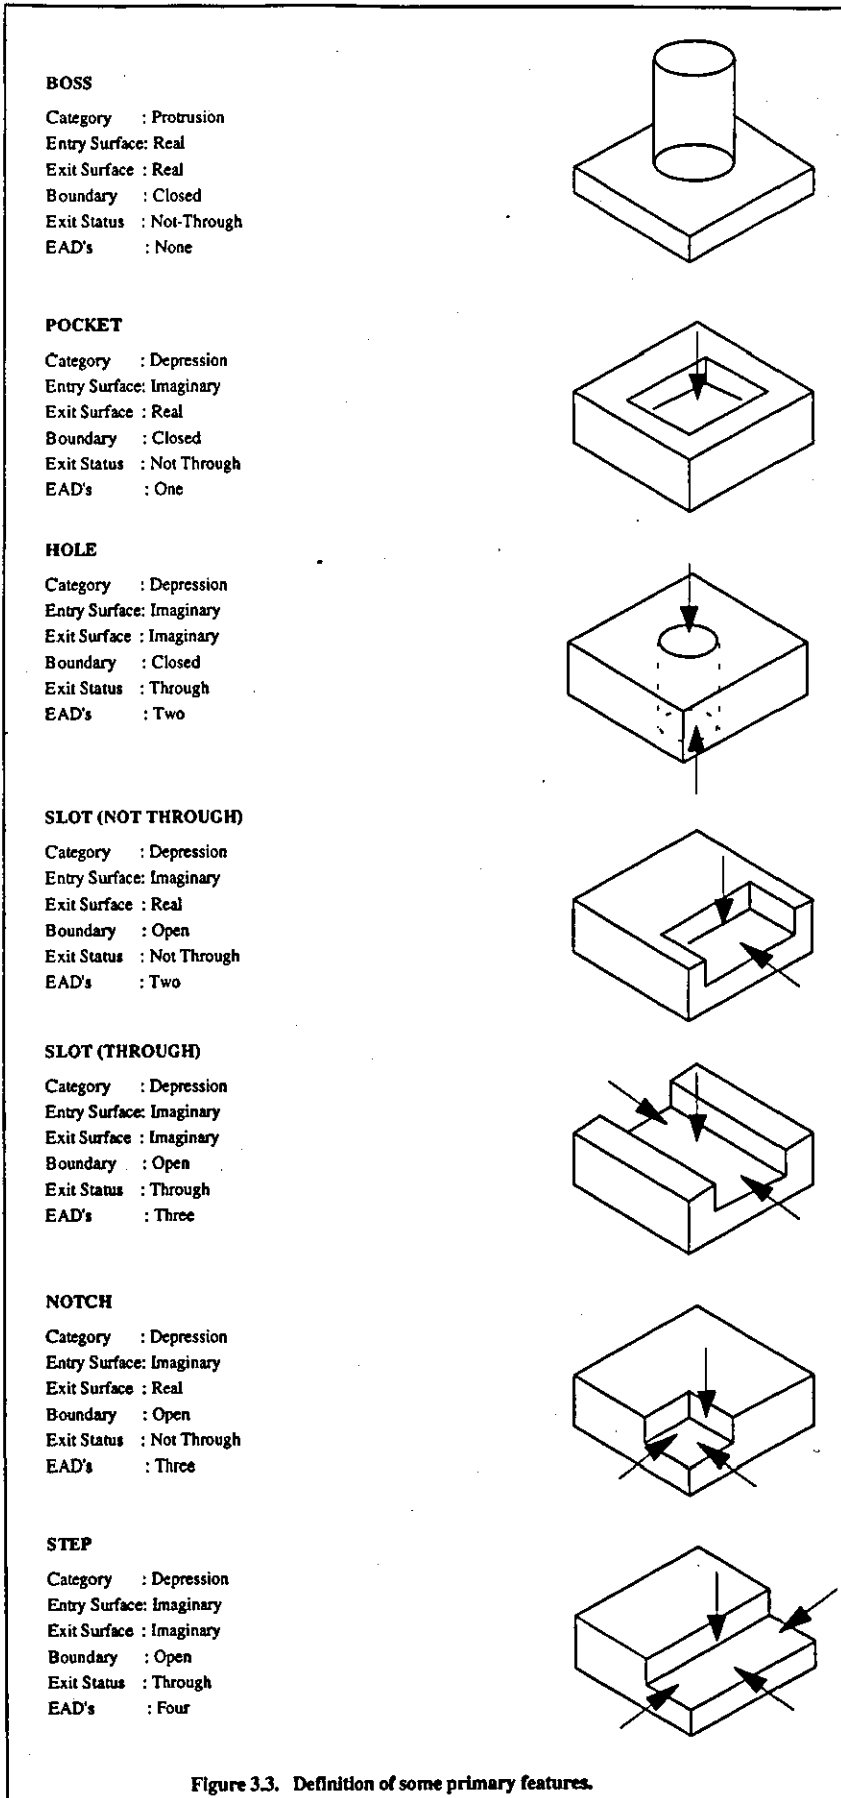 BOSS
Category : Protrusion
Entry Surface: Real
Exit Surface : Real
Boundary : Closed
Exit Status : Not-Through
EAD's : None
POCKET
Category : Depression
Entry Surface: Imaginary
Exit Surface : Real
Boundary : Closed
Exit Status : Not Through
EAD's : One
HOLE
Category : Depression
Entry Surface: Imaginary
Exit Surface : Imaginary
Boundary : Closed
Exit Status : Through
EAD's : Two
SLOT (NOT THROUGH)
Category : Depression
Entry Surface: Imaginary
Exit Surface : Real
Boundary : Open
Exit Status : Not Through
EAD's : Two
SLOT (THROUGH)
Category : Depression
Entry Surface: Imaginary
Exit Surface : Imaginary
Boundary : Open
Exit Status : Through
EAD's : Three
NOTCH
Category : Depression
Entry Surface: Imaginary
Exit Surface : Real
Boundary : Open
Exit Status : Not Through
EAD's : Three
STEP
Category : Depression
Entry Surface: Imaginary
Exit Surface : Imaginary
Boundary : Open
Exit Status : Through
EAD's : Four
Figure 3.3. Definition of some primary features.